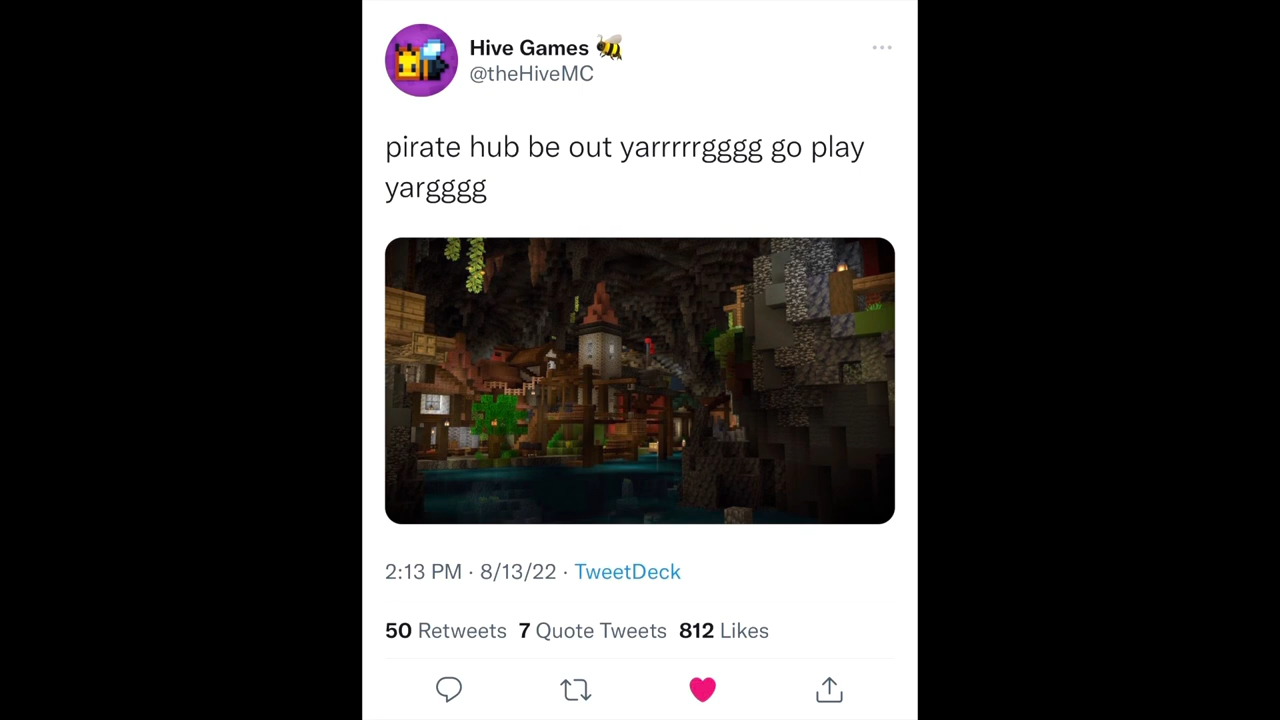 Hive Games 🐝
@theHiveMC
pirate hub be out yarrrrrgggg go play
yargggg
2:13 PM · 8/13/22 · TweetDeck
50 Retweets 7 Quote Tweets 812 Likes